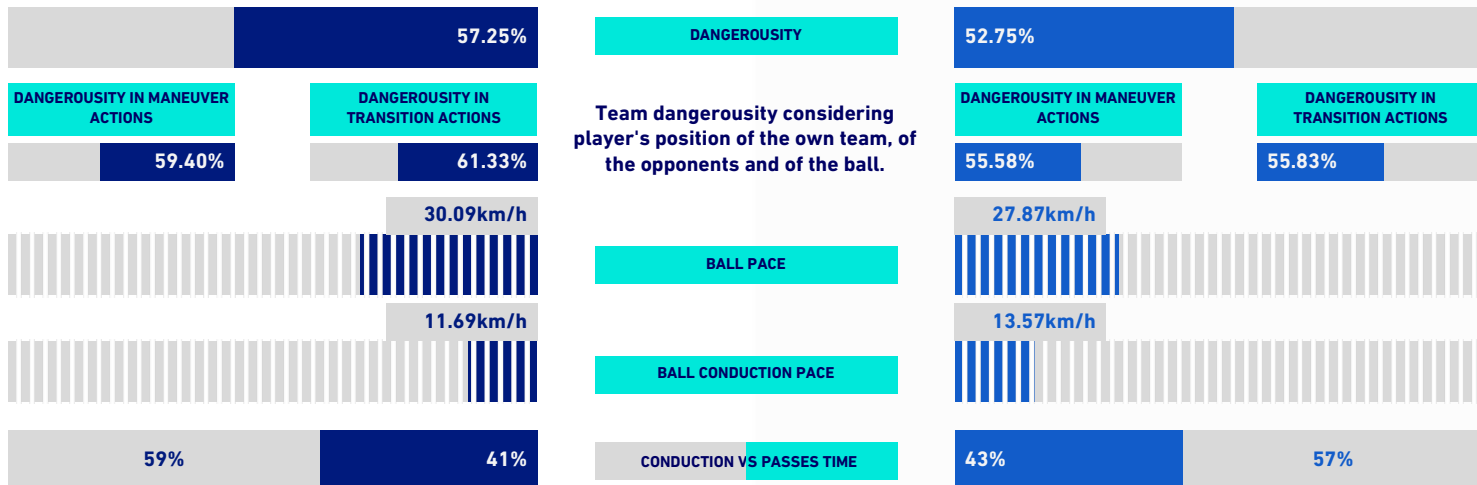 57.25%
DANGEROUSITY
52.75%
DANGEROUSITY IN MANEUVER
ACTIONS
DANGEROUSITY IN
TRANSITION ACTIONS
59.40%
61.33%
Team dangerousity considering
player's position of the own team, of
the opponents and of the ball.
DANGEROUSITY IN MANEUVER
ACTIONS
DANGEROUSITY IN
TRANSITION ACTIONS
55.58%
55.83%
30.09km/h
BALL PACE
27.87km/h
11.69km/h
BALL CONDUCTION PACE
13.57km/h
59%
41%
CONDUCTION VS PASSES TIME
43%
57%